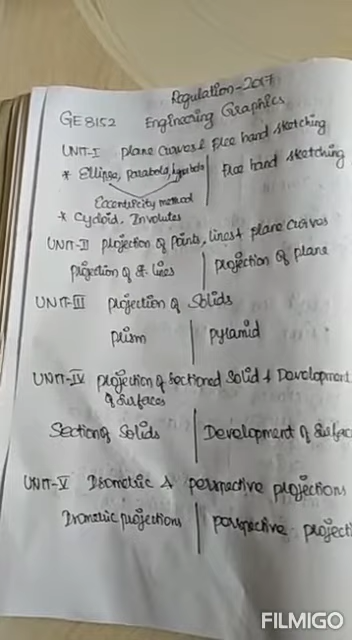 Regulation-2017
GE8152 Engineering Graphics
UNIT-I plane curves & Free hand sketching
* Ellipse, parabola, hyperbola | Free hand sketching
Eccentricity method
* Cycloid, Involutes
UNIT-II projection of points, lines & plane curves
projection of st. lines | projection of plane
UNIT-III projection of Solids
prism | pyramid
UNIT-IV projection of Sectioned Solid & Development
of surfaces
Section of Solids | Development of Surfac
UNIT-V Isometric & perspective projections
Isometric projections | perspective projecti
FILMIGO